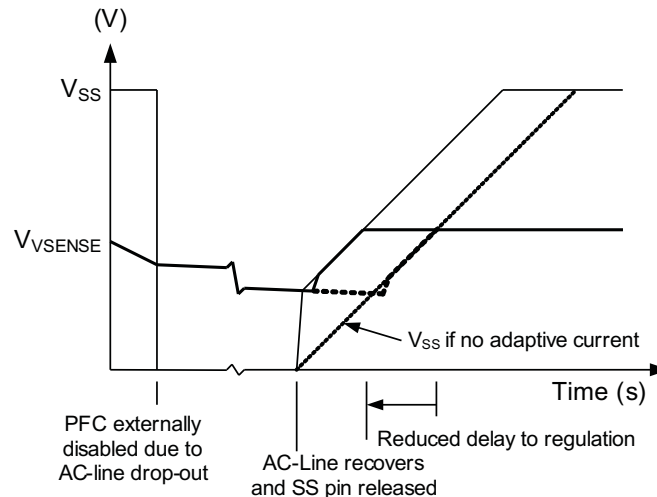 (V)
VSS
VVSENSE
VSS if no adaptive current
Time (s)
PFC externally
disabled due to
AC-line drop-out
AC-Line recovers
and SS pin released
Reduced delay to regulation